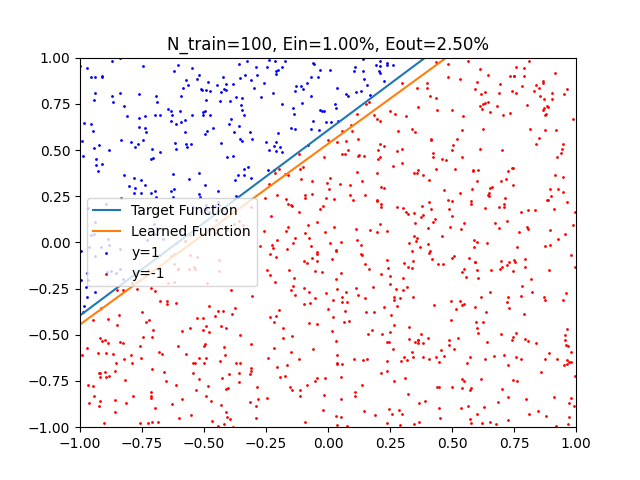 N_train=100, Ein=1.00%, Eout=2.50%
1.00
0.75
0.50
0.25
0.00
−0.25
−0.50
−0.75
−1.00
Target Function
Learned Function
y=1
y=-1
−1.00 −0.75 −0.50 −0.25 0.00 0.25 0.50 0.75 1.00